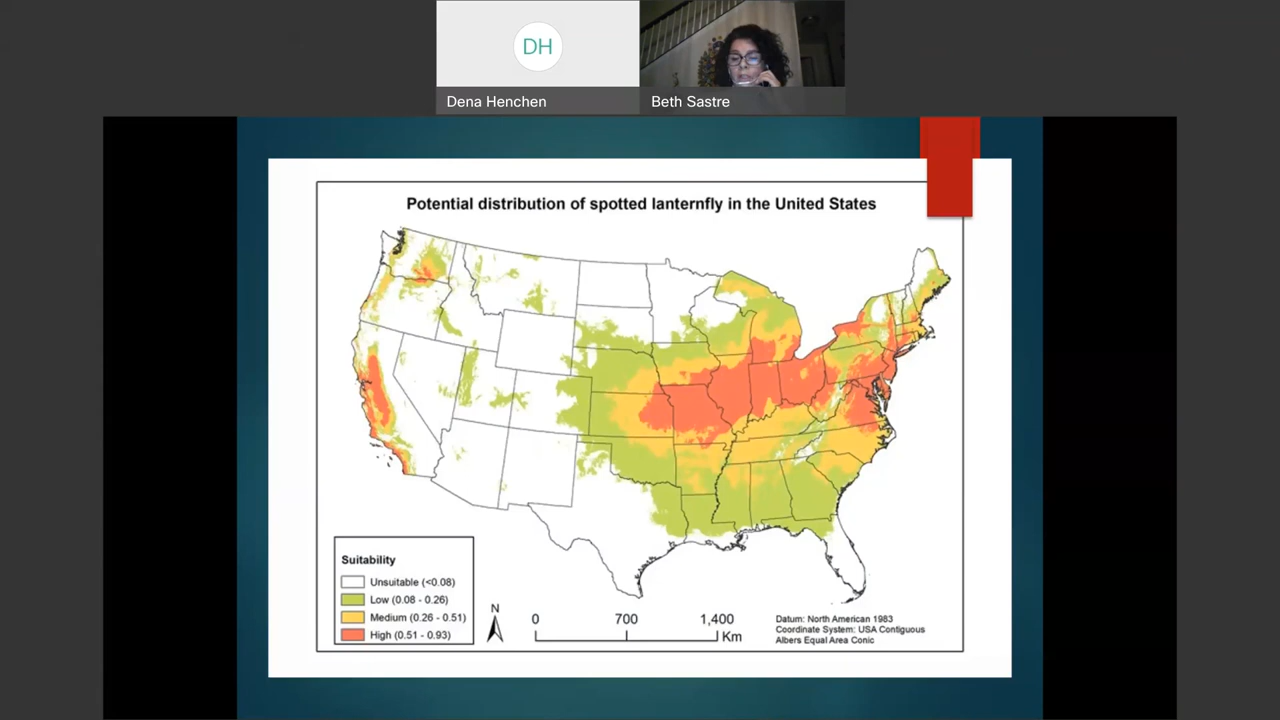 DH
Dena Henchen
Beth Sastre
Potential distribution of spotted lanternfly in the United States
Suitability
Unsuitable (<0.08)
Low (0.08 - 0.26)
Medium (0.26 - 0.51)
High (0.51 - 0.93)
N
0 700 1,400
Km
Datum: North American 1983
Coordinate System: USA Contiguous
Albers Equal Area Conic